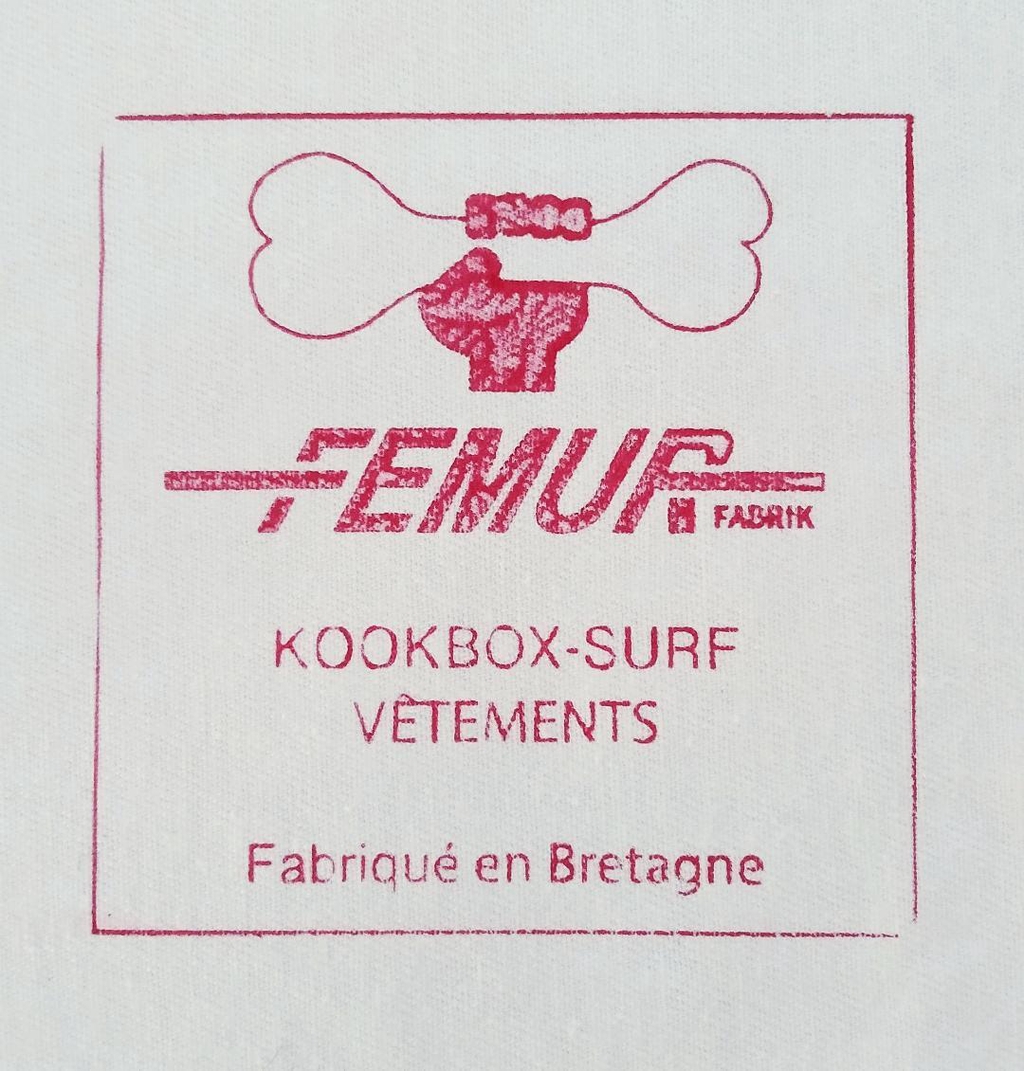 FEMUR
FABRIK
KOOKBOX-SURF
VÊTEMENTS
Fabriqué en Bretagne